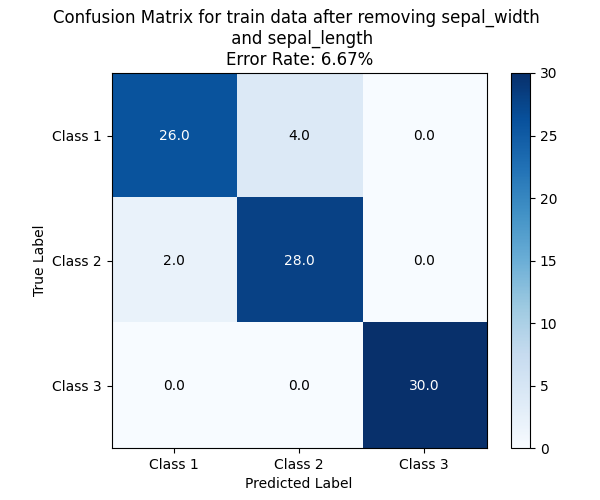 Confusion Matrix for train data after removing sepal_width
and sepal_length
Error Rate: 6.67%
30
Class 1
26.0
4.0
0.0
25
20
True Label
Class 2
2.0
28.0
0.0
15
10
Class 3
0.0
0.0
30.0
5
0
Class 1
Class 2
Class 3
Predicted Label